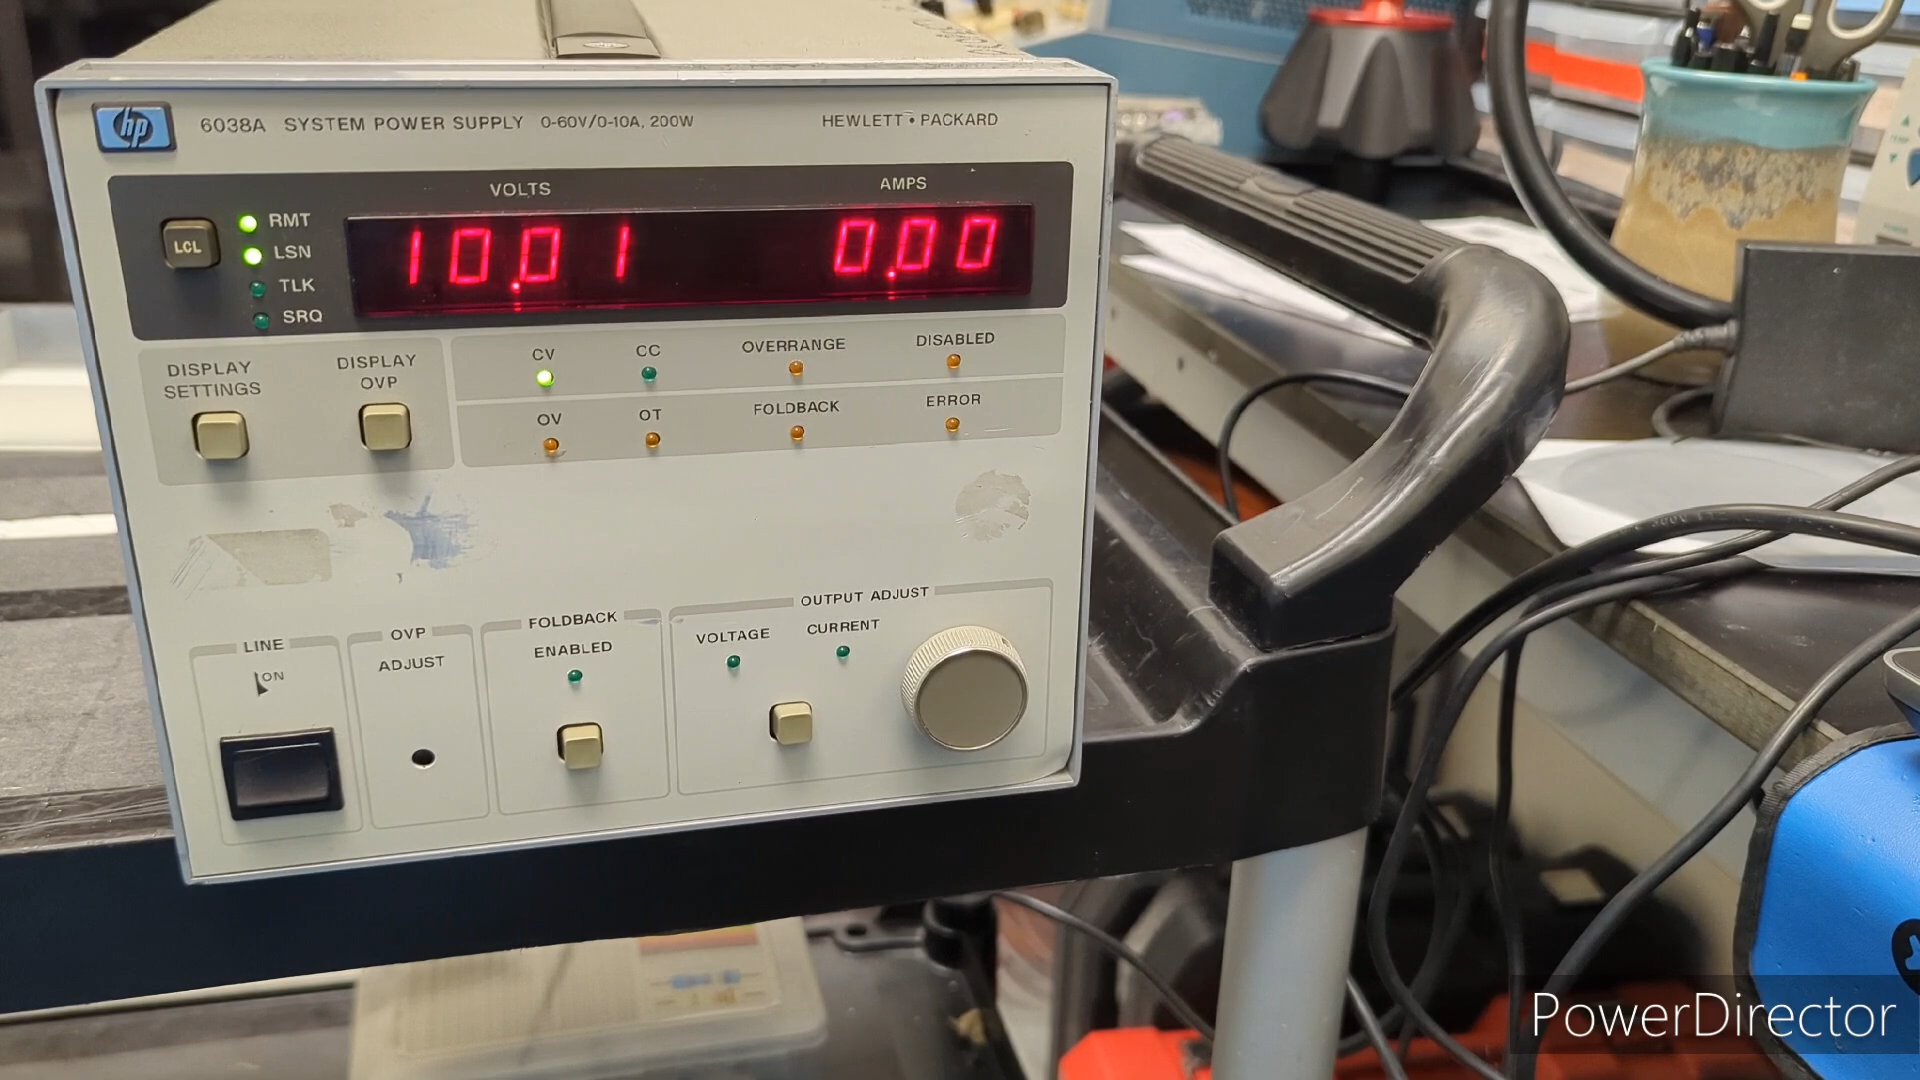 hp 6038A SYSTEM POWER SUPPLY 0-60V/0-10A, 200W HEWLETT • PACKARD
VOLTS AMPS
LCL RMT
LSN
TLK
SRQ
10.01 0.00
DISPLAY SETTINGS
DISPLAY OVP
CV CC OVERRANGE DISABLED
OV OT FOLDBACK ERROR
LINE
ON
OVP
ADJUST
FOLDBACK
ENABLED
OUTPUT ADJUST
VOLTAGE CURRENT
PowerDirector